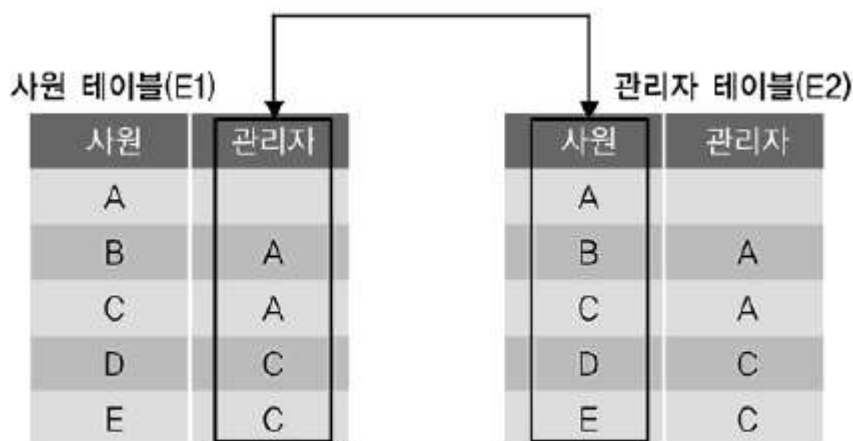 사원 테이블(E1) 관리자 테이블(E2)
사원 관리자 사원 관리자
A A
B A B A
C A C A
D C D C
E C E C